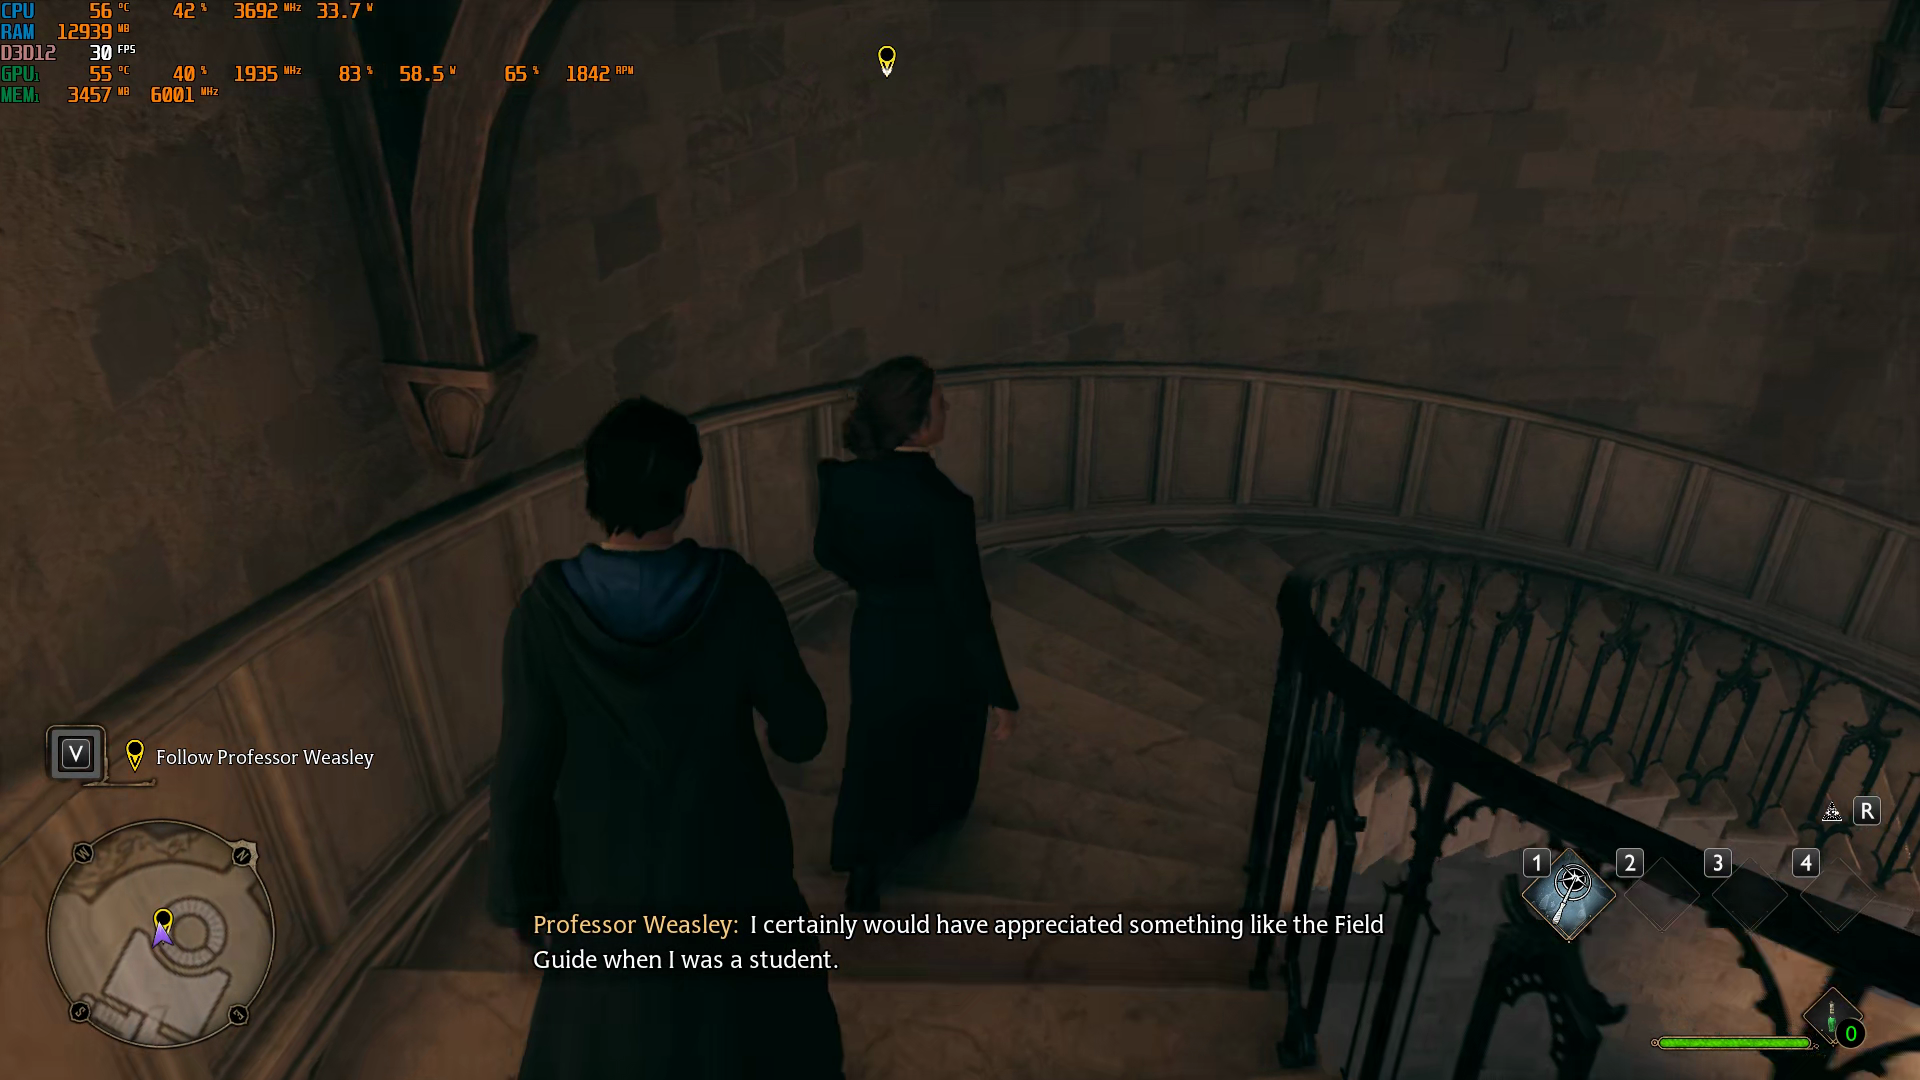 CPU 56 °C 42 % 3692 MHz 33.7 W
RAM 12939 MB
D3D12 30 FPS
GPU1 55 °C 40 % 1935 MHz 83 % 58.5 W 65 % 1842 RPM
MEM1 3457 MB 6001 MHz
V Follow Professor Weasley
R
1 2 3 4
W N
S E
Professor Weasley: I certainly would have appreciated something like the Field
Guide when I was a student.
0